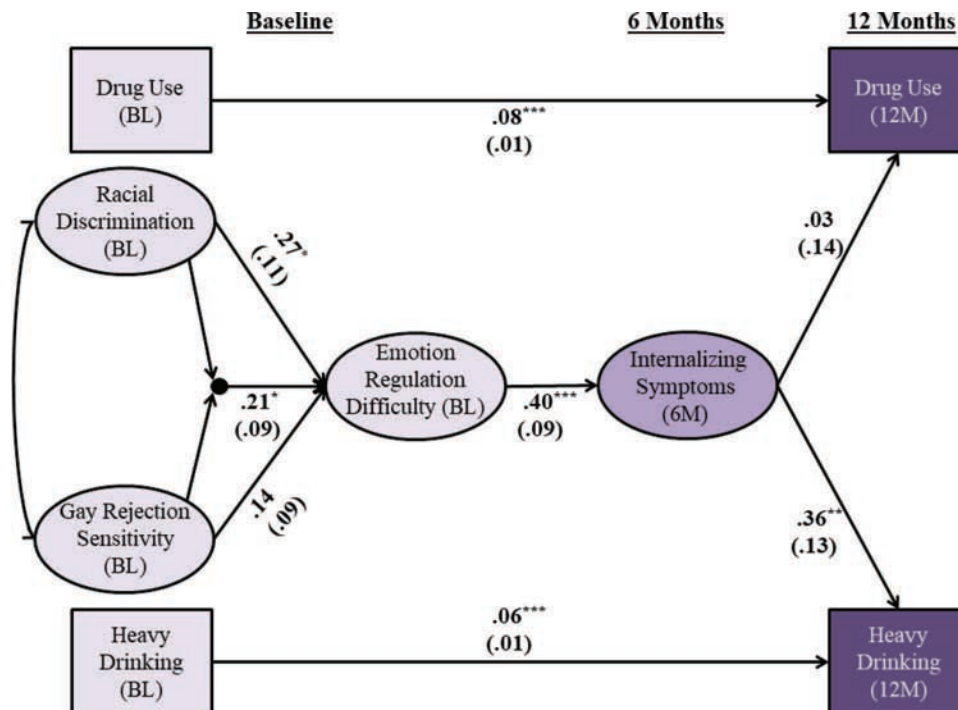 Baseline
6 Months
12 Months
Drug Use
(BL)
.08***
(.01)
Drug Use
(12M)
Racial
Discrimination
(BL)
.27*
(.11)
.03
(.14)
Emotion
Regulation
Difficulty (BL)
Internalizing
Symptoms
(6M)
.21*
(.09)
.40***
(.09)
Gay Rejection
Sensitivity
(BL)
.14
(.09)
.36**
(.13)
Heavy
Drinking
(BL)
.06***
(.01)
Heavy
Drinking
(12M)